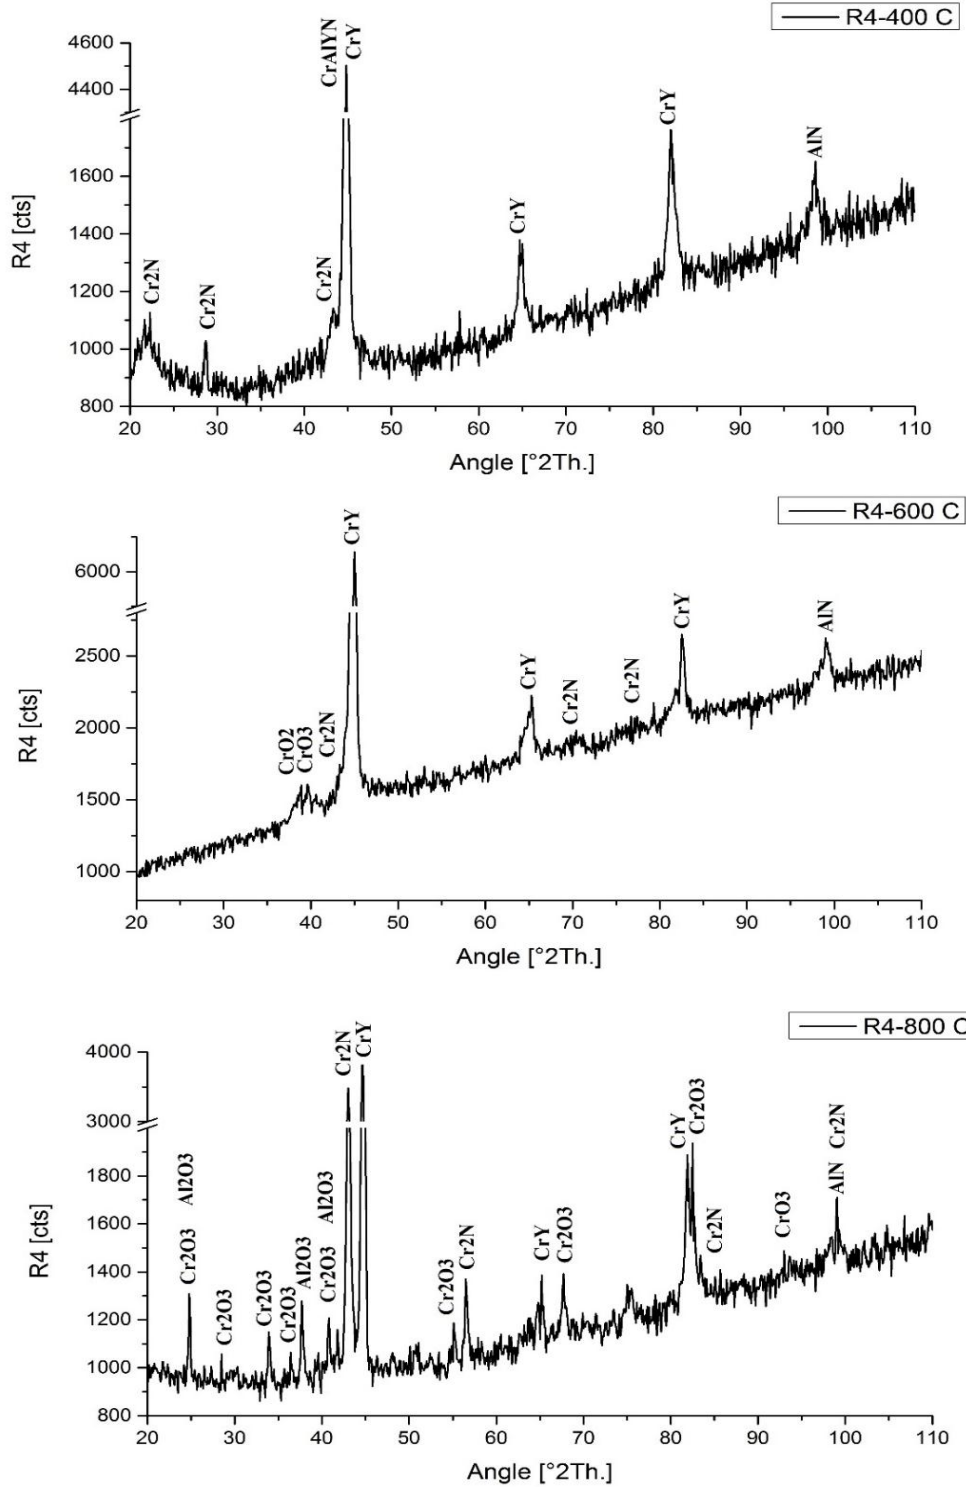 R4-400 C
4600
4400
1600
1400
1200
1000
800
R4 [cts]
Cr2N
Cr2N
Cr2N
CrAlYN
CrY
CrY
CrY
AlN
20 30 40 50 60 70 80 90 100 110
Angle [°2Th.]
R4-600 C
6000
2500
2000
1500
1000
R4 [cts]
CrO2
CrO3
Cr2N
CrY
CrY
Cr2N
Cr2N
CrY
AlN
20 30 40 50 60 70 80 90 100 110
Angle [°2Th.]
R4-800 C
4000
3000
1800
1600
1400
1200
1000
800
R4 [cts]
Cr2O3 Al2O3
Cr2O3
Cr2O3
Cr2O3
Al2O3
Cr2O3 Al2O3
Cr2N
CrY
Cr2O3
Cr2N
CrY
Cr2O3
CrY
Cr2O3
Cr2N
CrO3
AlN Cr2N
20 30 40 50 60 70 80 90 100 110
Angle [°2Th.]